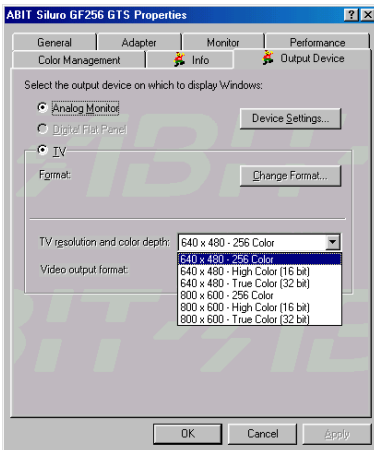 ABIT Siluro GF256 GTS Properties
General Adapter Monitor Performance
Color Management Info Output Device
Select the output device on which to display Windows:
Analog Monitor
Device Settings...
Digital Flat Panel
TV
Format:
Change Format...
TV resolution and color depth: 640 x 480 - 256 Color
Video output format:
640 x 480 - 256 Color
640 x 480 - High Color (16 bit)
640 x 480 - True Color (32 bit)
800 x 600 - 256 Color
800 x 600 - High Color (16 bit)
800 x 600 - True Color (32 bit)
OK Cancel Apply